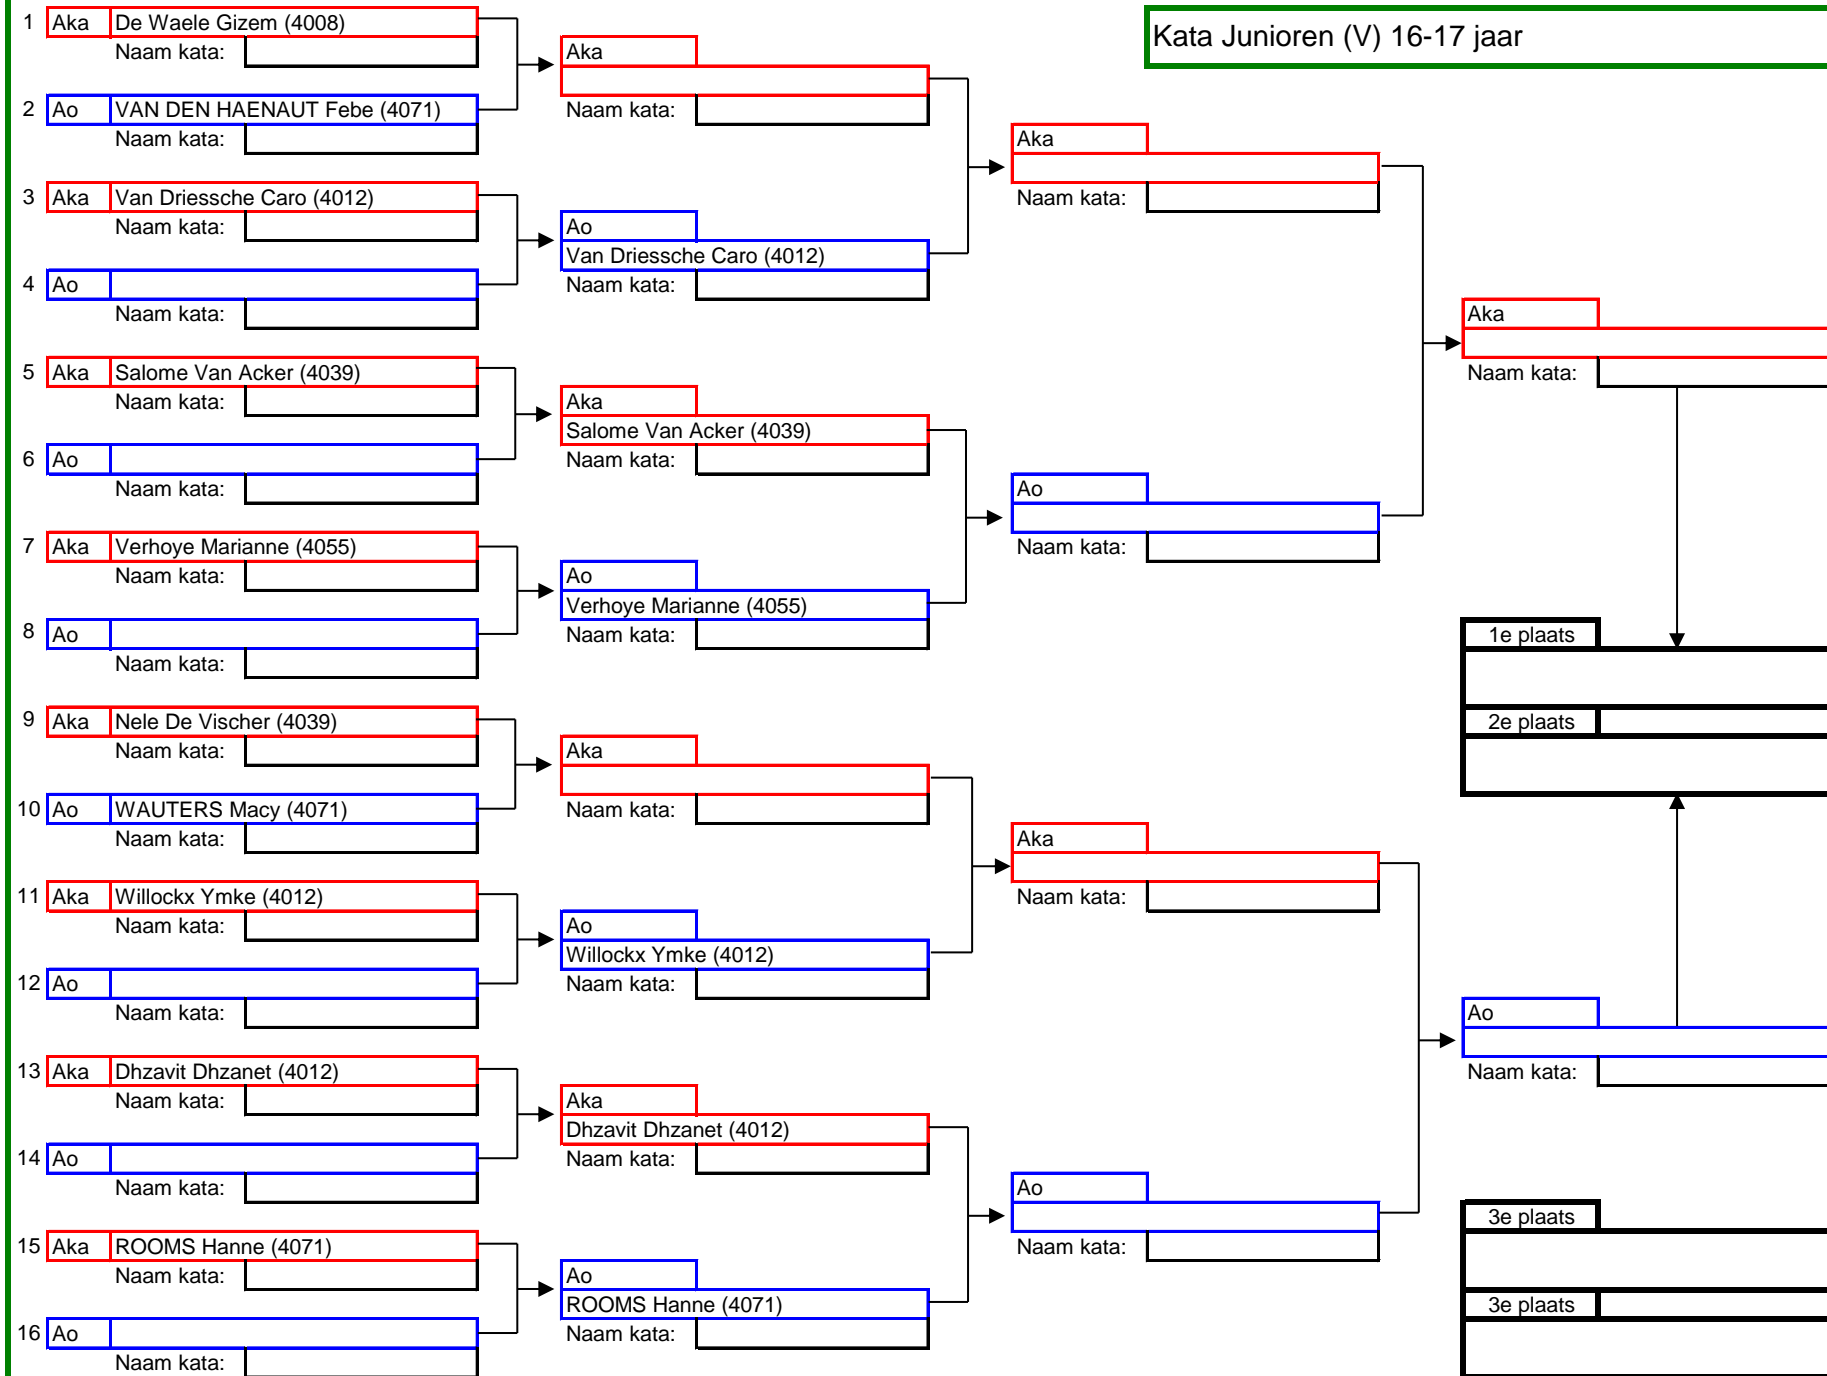 Kata Junioren (V) 16-17 jaar
1 Aka De Waele Gizem (4008)
Naam kata:
2 Ao VAN DEN HAENAUT Febe (4071)
Naam kata:
3 Aka Van Driessche Caro (4012)
Naam kata:
4 Ao
Naam kata:
5 Aka Salome Van Acker (4039)
Naam kata:
6 Ao
Naam kata:
7 Aka Verhoye Marianne (4055)
Naam kata:
8 Ao
Naam kata:
9 Aka Nele De Vischer (4039)
Naam kata:
10 Ao WAUTERS Macy (4071)
Naam kata:
11 Aka Willockx Ymke (4012)
Naam kata:
12 Ao
Naam kata:
13 Aka Dhzavit Dhzanet (4012)
Naam kata:
14 Ao
Naam kata:
15 Aka ROOMS Hanne (4071)
Naam kata:
16 Ao
Naam kata:
Aka
Naam kata:
Ao
Van Driessche Caro (4012)
Naam kata:
Aka
Salome Van Acker (4039)
Naam kata:
Ao
Verhoye Marianne (4055)
Naam kata:
Aka
Naam kata:
Ao
Willockx Ymke (4012)
Naam kata:
Aka
Dhzavit Dhzanet (4012)
Naam kata:
Ao
ROOMS Hanne (4071)
Naam kata:
Aka
Naam kata:
Ao
Naam kata:
Aka
Naam kata:
Ao
Naam kata:
Aka
Naam kata:
1e plaats
2e plaats
Ao
Naam kata:
3e plaats
3e plaats